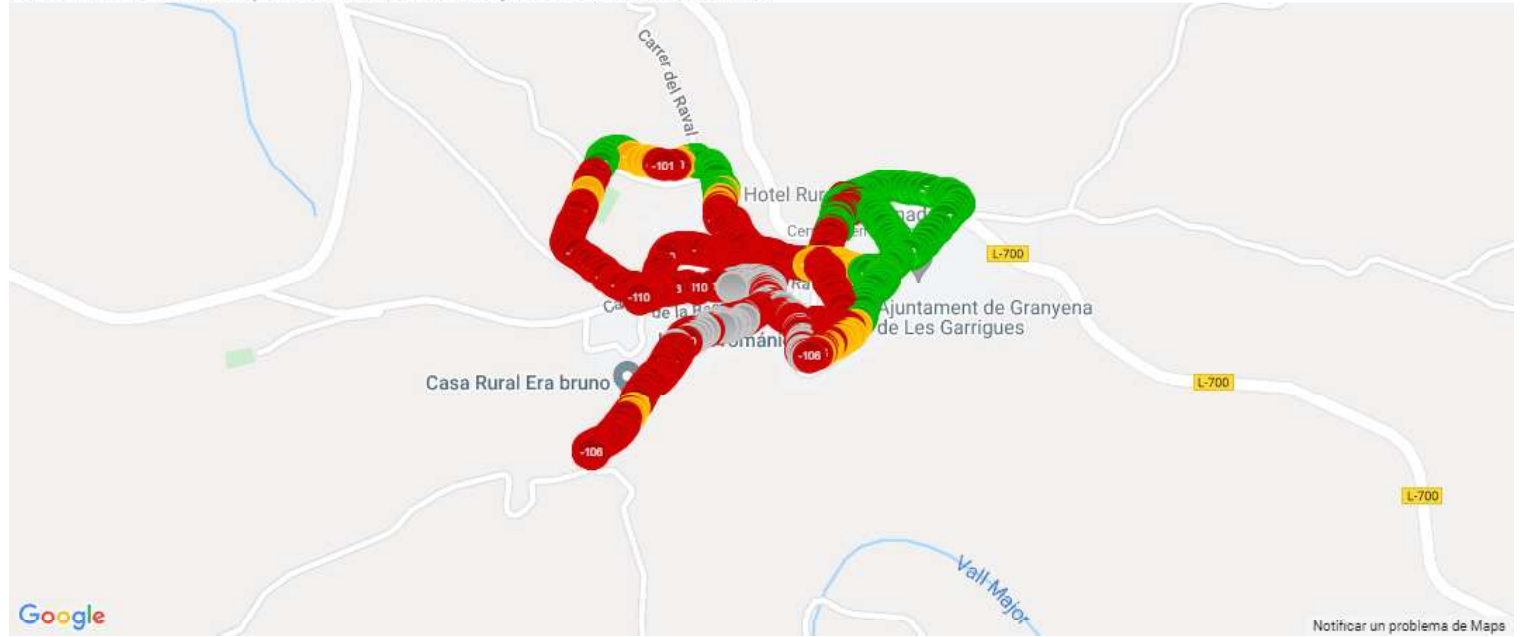 Carrer del Raval
-101
Hotel Rur
L-700
-110
Ajuntament de Granyena
de Les Garrigues
-106
Casa Rural Era bruno
L-700
-106
L-700
Vall Major
Google
Notificar un problema de Maps